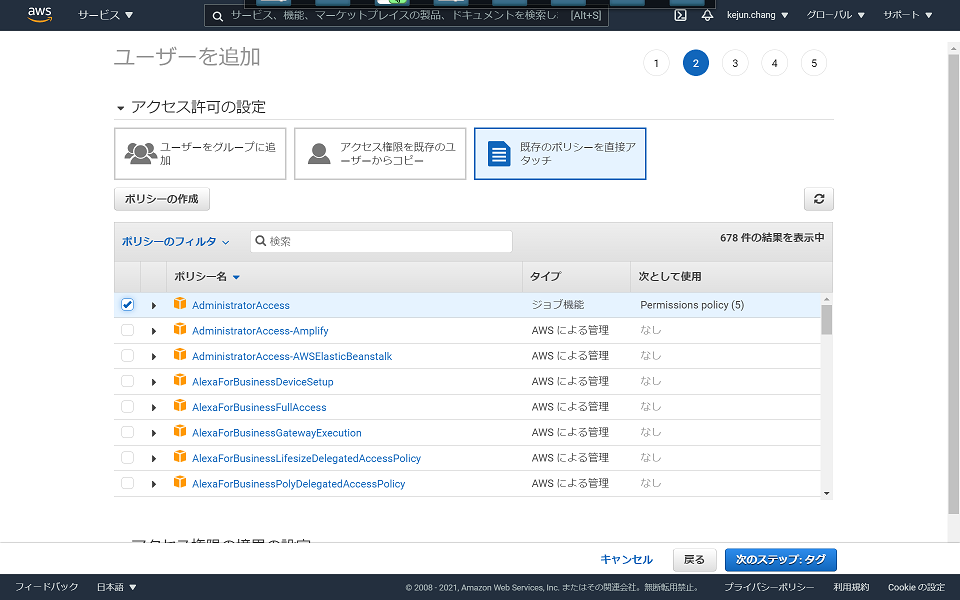 aws
サービス
サービス、機能、マーケットプレイスの製品、ドキュメントを検索し
[Alt+S]
kejun.chang
グローバル
サポート
ユーザーを追加
1
2
3
4
5
アクセス許可の設定
ユーザーをグループに追
加
アクセス権限を既存のユ
ーザーからコピー
既存のポリシーを直接ア
タッチ
ポリシーの作成
ポリシーのフィルタ
検索
678 件の結果を表示中
ポリシー名
タイプ
次として使用
AdministratorAccess
ジョブ機能
Permissions policy (5)
AdministratorAccess-Amplify
AWS による管理
なし
AdministratorAccess-AWSElasticBeanstalk
AWS による管理
なし
AlexaForBusinessDeviceSetup
AWS による管理
なし
AlexaForBusinessFullAccess
AWS による管理
なし
AlexaForBusinessGatewayExecution
AWS による管理
なし
AlexaForBusinessLifesizeDelegatedAccessPolicy
AWS による管理
なし
AlexaForBusinessPolyDelegatedAccessPolicy
AWS による管理
なし
アクセス権限の境界の設定
キャンセル
戻る
次のステップ: タグ
フィードバック
日本語
© 2008 - 2021, Amazon Web Services, Inc. またはその関連会社。無断転用禁止。
プライバシーポリシー
利用規約
Cookie の設定